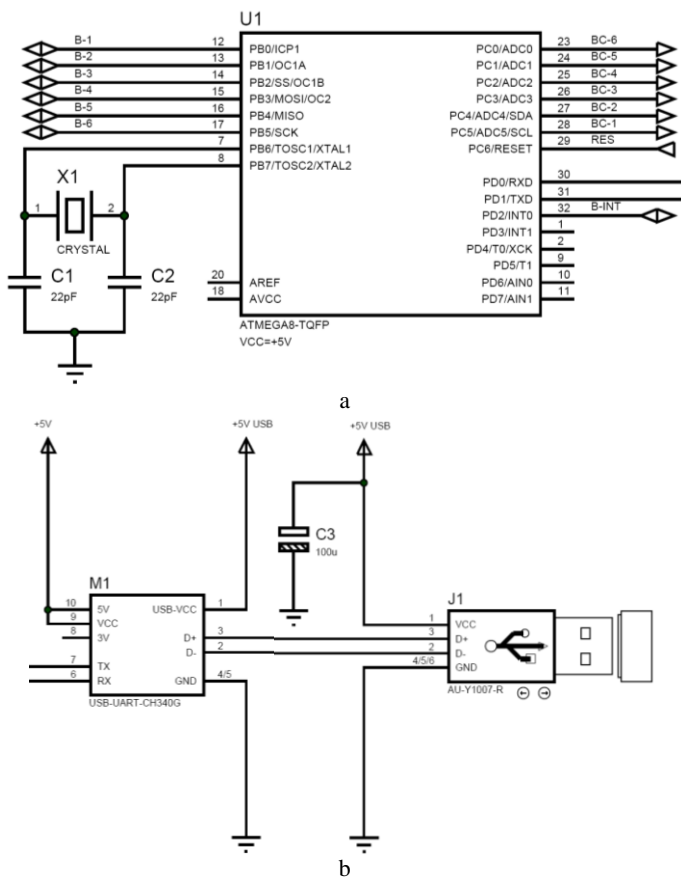 U1
B-1 12 PB0/ICP1 PC0/ADC0 23 BC-6
B-2 13 PB1/OC1A PC1/ADC1 24 BC-5
B-3 14 PB2/SS/OC1B PC2/ADC2 25 BC-4
B-4 15 PB3/MOSI/OC2 PC3/ADC3 26 BC-3
B-5 16 PB4/MISO PC4/ADC4/SDA 27 BC-2
B-6 17 PB5/SCK PC5/ADC5/SCL 28 BC-1
7 PB6/TOSC1/XTAL1 PC6/RESET 29 RES
8 PB7/TOSC2/XTAL2
PD0/RXD 30
PD1/TXD 31
PD2/INT0 32 B-INT
PD3/INT1 1
PD4/T0/XCK 2
PD5/T1 9
20 AREF PD6/AIN0 10
18 AVCC PD7/AIN1 11
X1
1 2
CRYSTAL
C1 C2
22pF 22pF
ATMEGA8-TQFP
VCC=+5V
a
+5V +5V USB +5V USB
C3
100u
M1
10 5V USB-VCC 1
9 VCC
8 3V D+ 3
D- 2
7 TX
6 RX GND 4/5
USB-UART-CH340G
J1
1 VCC
3 D+
2 D-
4/5/6 GND
AU-Y1007-R
b